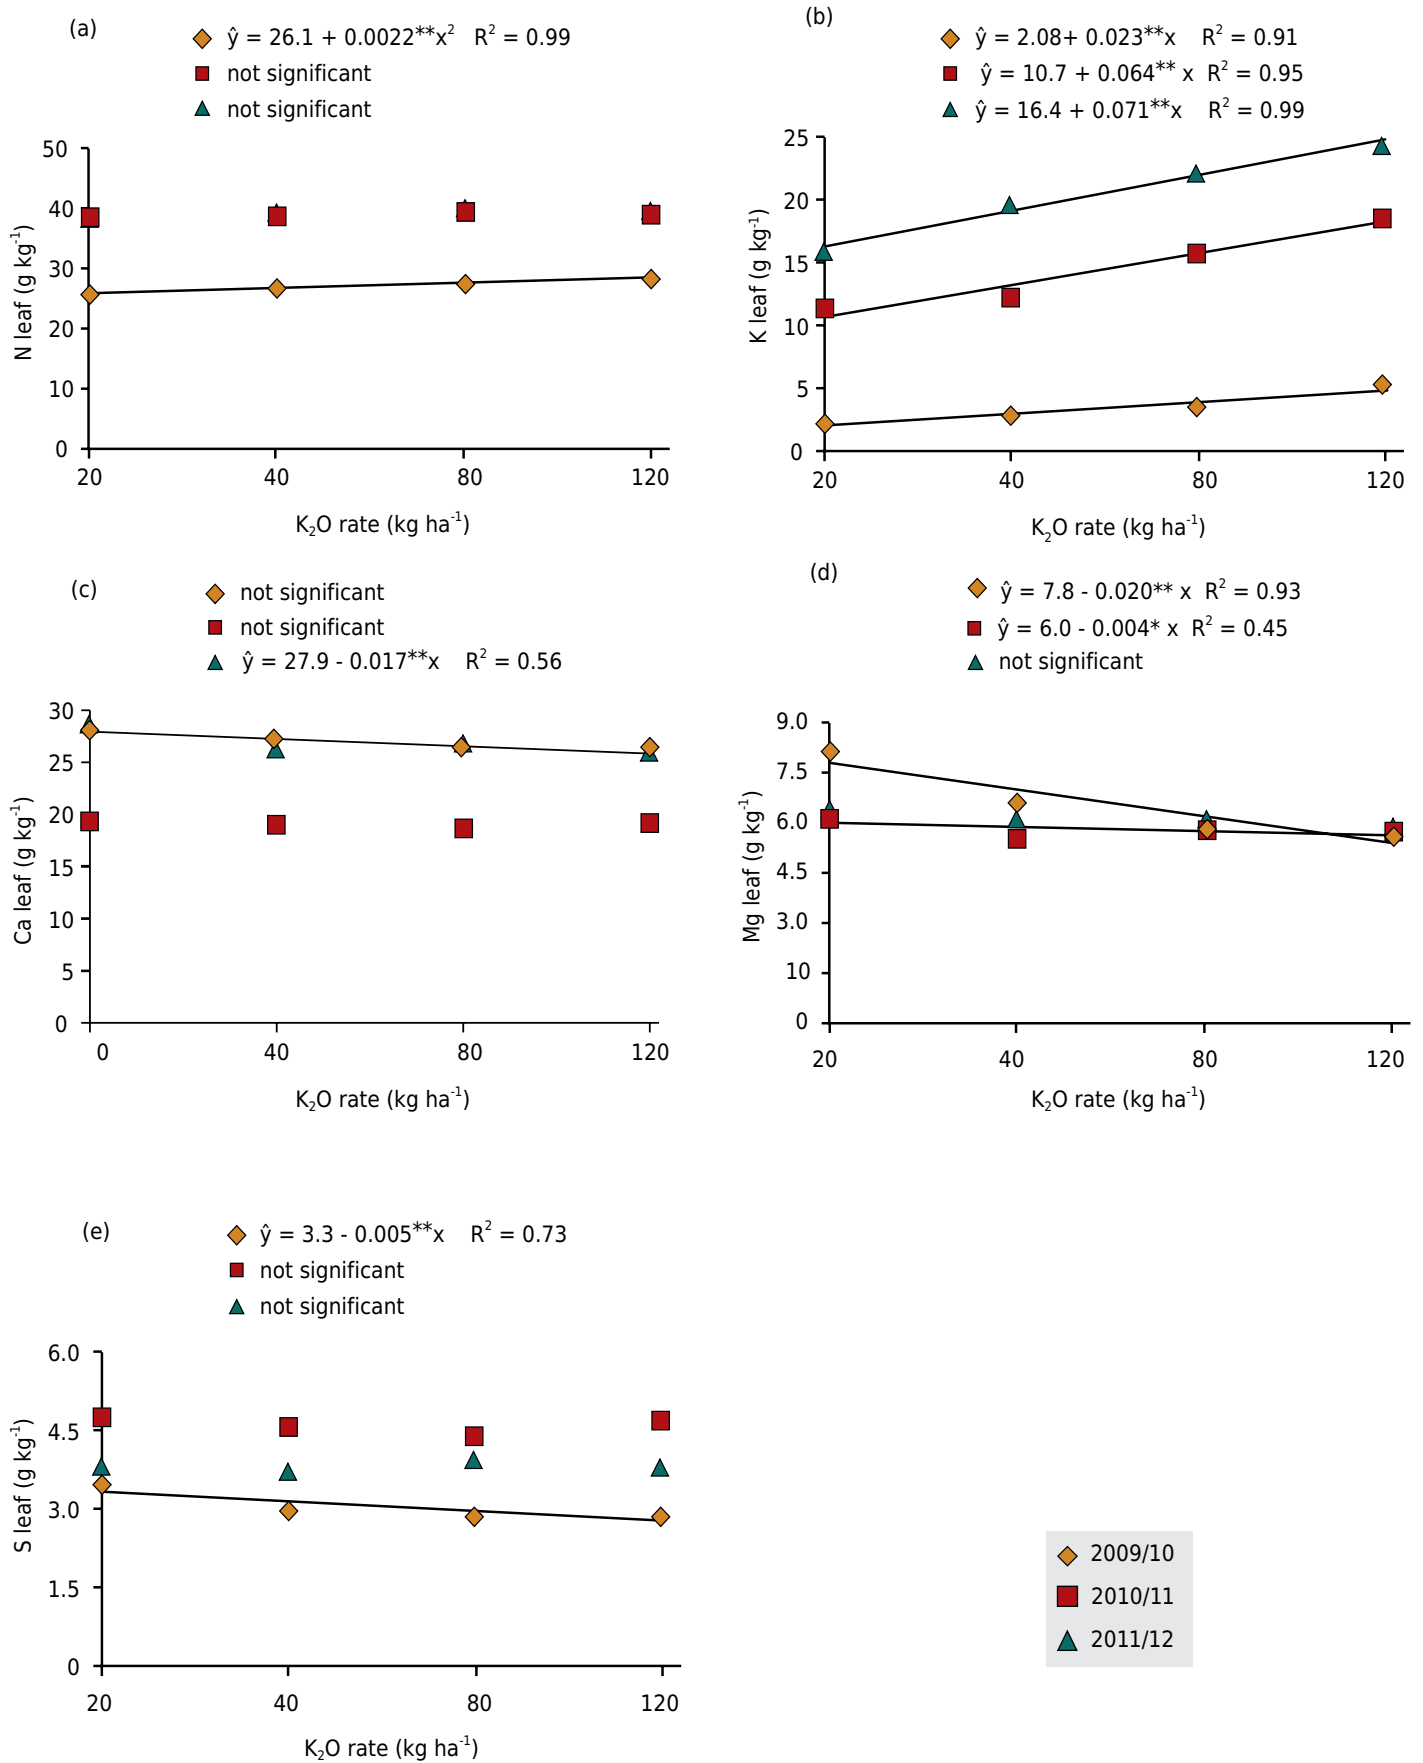 (a)
ŷ = 26.1 + 0.0022**x² R² = 0.99
not significant
not significant
50
40
30
20
10
0
N leaf (g kg⁻¹)
20 40 80 120
K₂O rate (kg ha⁻¹)
(b)
ŷ = 2.08+ 0.023**x R² = 0.91
ŷ = 10.7 + 0.064** x R² = 0.95
ŷ = 16.4 + 0.071**x R² = 0.99
25
20
15
10
5
0
K leaf (g kg⁻¹)
20 40 80 120
K₂O rate (kg ha⁻¹)
(c)
not significant
not significant
ŷ = 27.9 - 0.017**x R² = 0.56
30
25
20
15
10
5
0
Ca leaf (g kg⁻¹)
0 40 80 120
K₂O rate (kg ha⁻¹)
(d)
ŷ = 7.8 - 0.020** x R² = 0.93
ŷ = 6.0 - 0.004* x R² = 0.45
not significant
9.0
7.5
6.0
4.5
3.0
10
0
Mg leaf (g kg⁻¹)
20 40 80 120
K₂O rate (kg ha⁻¹)
(e)
ŷ = 3.3 - 0.005**x R² = 0.73
not significant
not significant
6.0
4.5
3.0
1.5
0
S leaf (g kg⁻¹)
20 40 80 120
K₂O rate (kg ha⁻¹)
2009/10
2010/11
2011/12